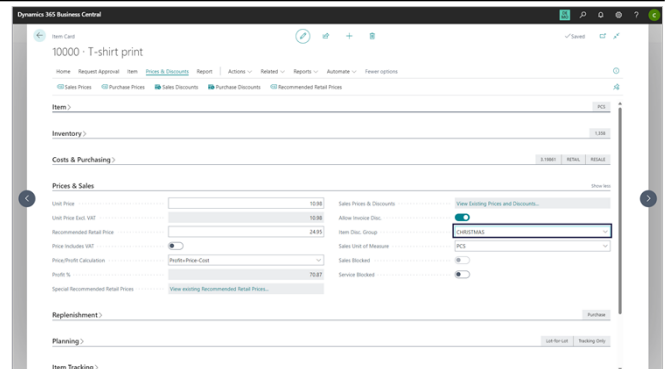 Dynamics 365 Business Central
Item Card
Saved
10000 · T-shirt print
Home Request Approval Item Prices & Discounts Report Actions Related Reports Automate Fewer options
Sales Prices Purchase Prices Sales Discounts Purchase Discounts Recommended Retail Prices
Item PCS
Inventory 1.356
Costs & Purchasing RETAIL RESALE
Prices & Sales Show less
Unit Price 10.08 Sales Prices & Discounts View Existing Prices and Discounts...
Unit Price Excl. VAT 10.08 Allow Invoice Disc.
Recommended Retail Price 24.95 Item Disc. Group CHRISTMAS
Price Includes VAT Sales Unit of Measure PCS
Price/Profit Calculation Profit=Price-Cost Sales Blocked
Profit % 70.87 Service Blocked
Special Recommended Retail Prices View existing Recommended Retail Prices...
Replenishment Purchase
Planning Lot-for-Lot Tracking Only
Item Tracking